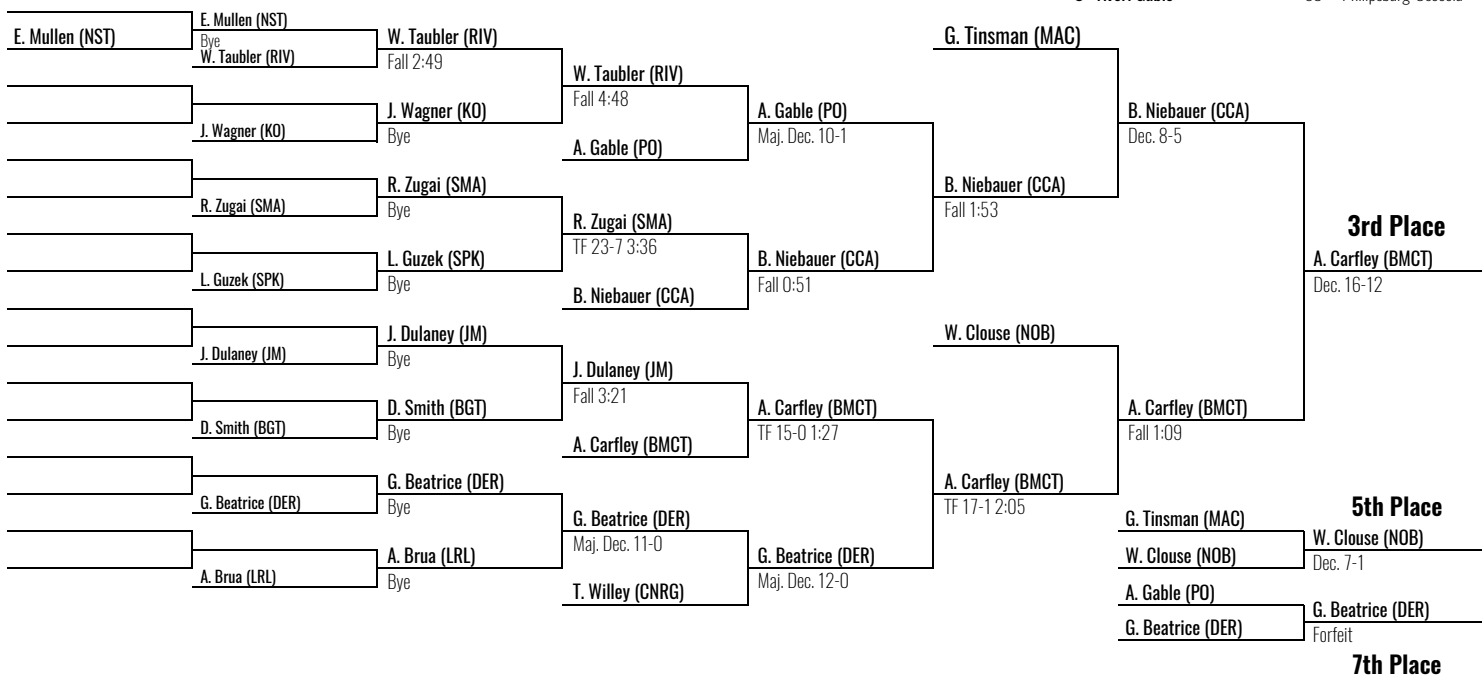 E. Mullen (NST)
E. Mullen (NST)
Bye
W. Taubler (RIV)
J. Wagner (KO)
R. Zugai (SMA)
L. Guzek (SPK)
J. Dulaney (JM)
D. Smith (BGT)
G. Beatrice (DER)
A. Brua (LRL)
W. Taubler (RIV)
Fall 2:49
J. Wagner (KO)
Bye
R. Zugai (SMA)
Bye
L. Guzek (SPK)
Bye
J. Dulaney (JM)
Bye
D. Smith (BGT)
Bye
G. Beatrice (DER)
Bye
A. Brua (LRL)
Bye
W. Taubler (RIV)
Fall 4:48
A. Gable (PO)
R. Zugai (SMA)
TF 23-7 3:36
B. Niebauer (CCA)
J. Dulaney (JM)
Fall 3:21
A. Carfley (BMCT)
G. Beatrice (DER)
Maj. Dec. 11-0
T. Willey (CNRG)
A. Gable (PO)
Maj. Dec. 10-1
B. Niebauer (CCA)
Fall 0:51
A. Carfley (BMCT)
TF 15-0 1:27
G. Beatrice (DER)
Maj. Dec. 12-0
G. Tinsman (MAC)
B. Niebauer (CCA)
Fall 1:53
W. Clouse (NOB)
A. Carfley (BMCT)
TF 17-1 2:05
B. Niebauer (CCA)
Dec. 8-5
A. Carfley (BMCT)
Fall 1:09
3rd Place
A. Carfley (BMCT)
Dec. 16-12
G. Tinsman (MAC)
W. Clouse (NOB)
5th Place
W. Clouse (NOB)
Dec. 7-1
A. Gable (PO)
G. Beatrice (DER)
G. Beatrice (DER)
Forfeit
7th Place